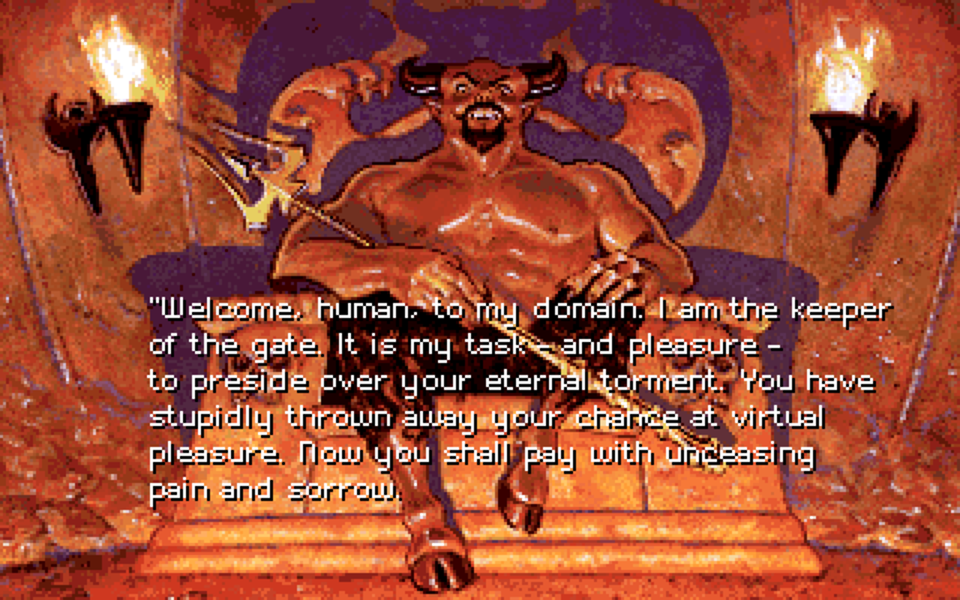 "Welcome, human, to my domain. I am the keeper
of the gate. It is my task - and pleasure -
to preside over your eternal torment. You have
stupidly thrown away your chance at virtual
pleasure. Now you shall pay with unceasing
pain and sorrow.